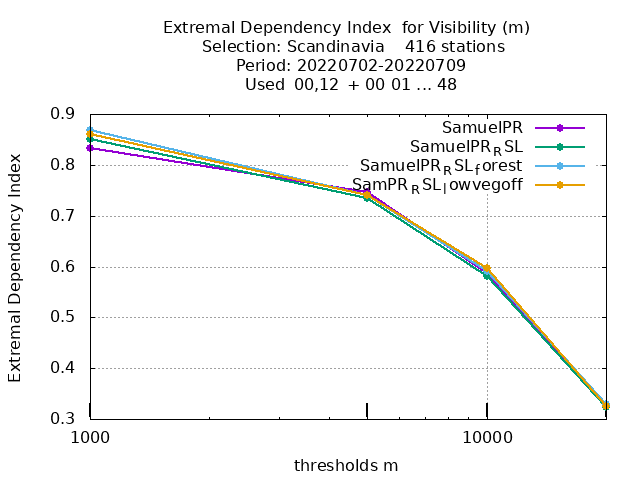 Extremal Dependency Index for Visibility (m)
Selection: Scandinavia 416 stations
Period: 20220702-20220709
Used 00,12 + 00 01 ... 48
0.9
0.8
0.7
0.6
0.5
0.4
0.3
Extremal Dependency Index
SamuelPR
SamuelPR_RSL
SamuelPR_RSL_forest
SamPR_RSL_lowvegoff
1000
10000
thresholds m